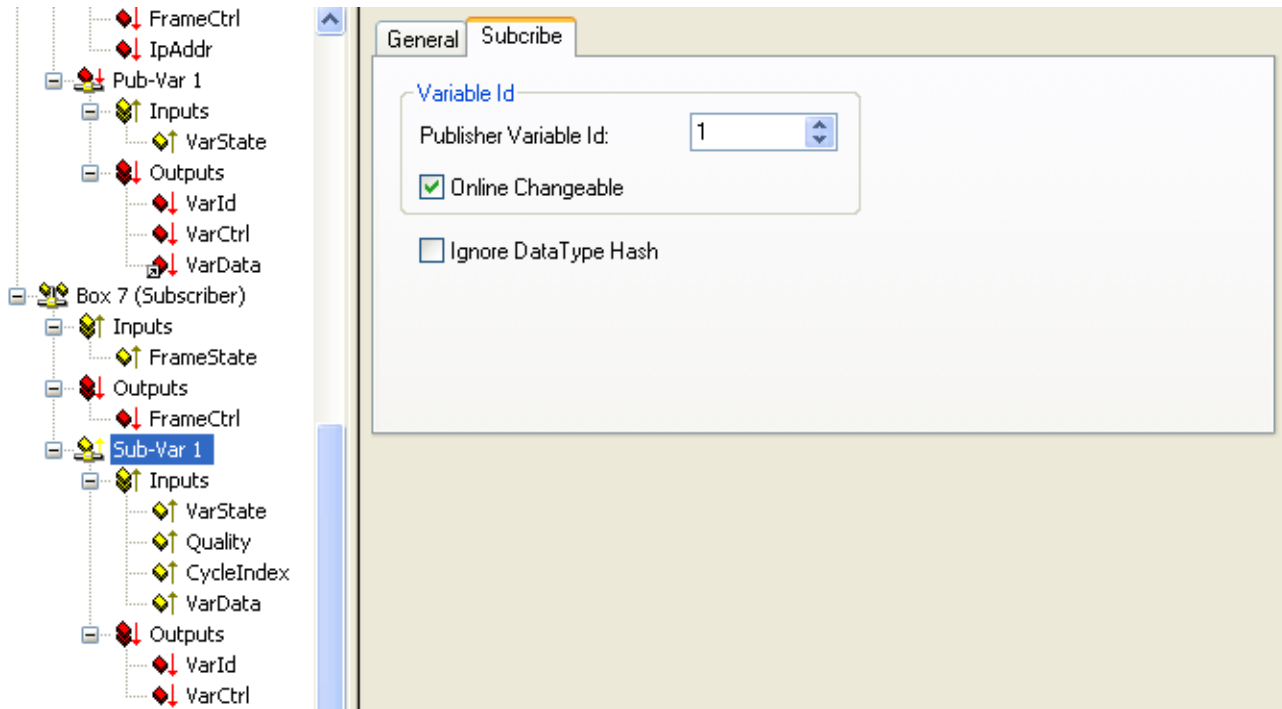 FrameCtrl
IpAddr
Pub-Var 1
Inputs
VarState
Outputs
VarId
VarCtrl
VarData
Box 7 (Subscriber)
Inputs
FrameState
Outputs
FrameCtrl
Sub-Var 1
Inputs
VarState
Quality
CycleIndex
VarData
Outputs
VarId
VarCtrl
General Subcribe
Variable Id
Publisher Variable Id: 1
Online Changeable
Ignore DataType Hash